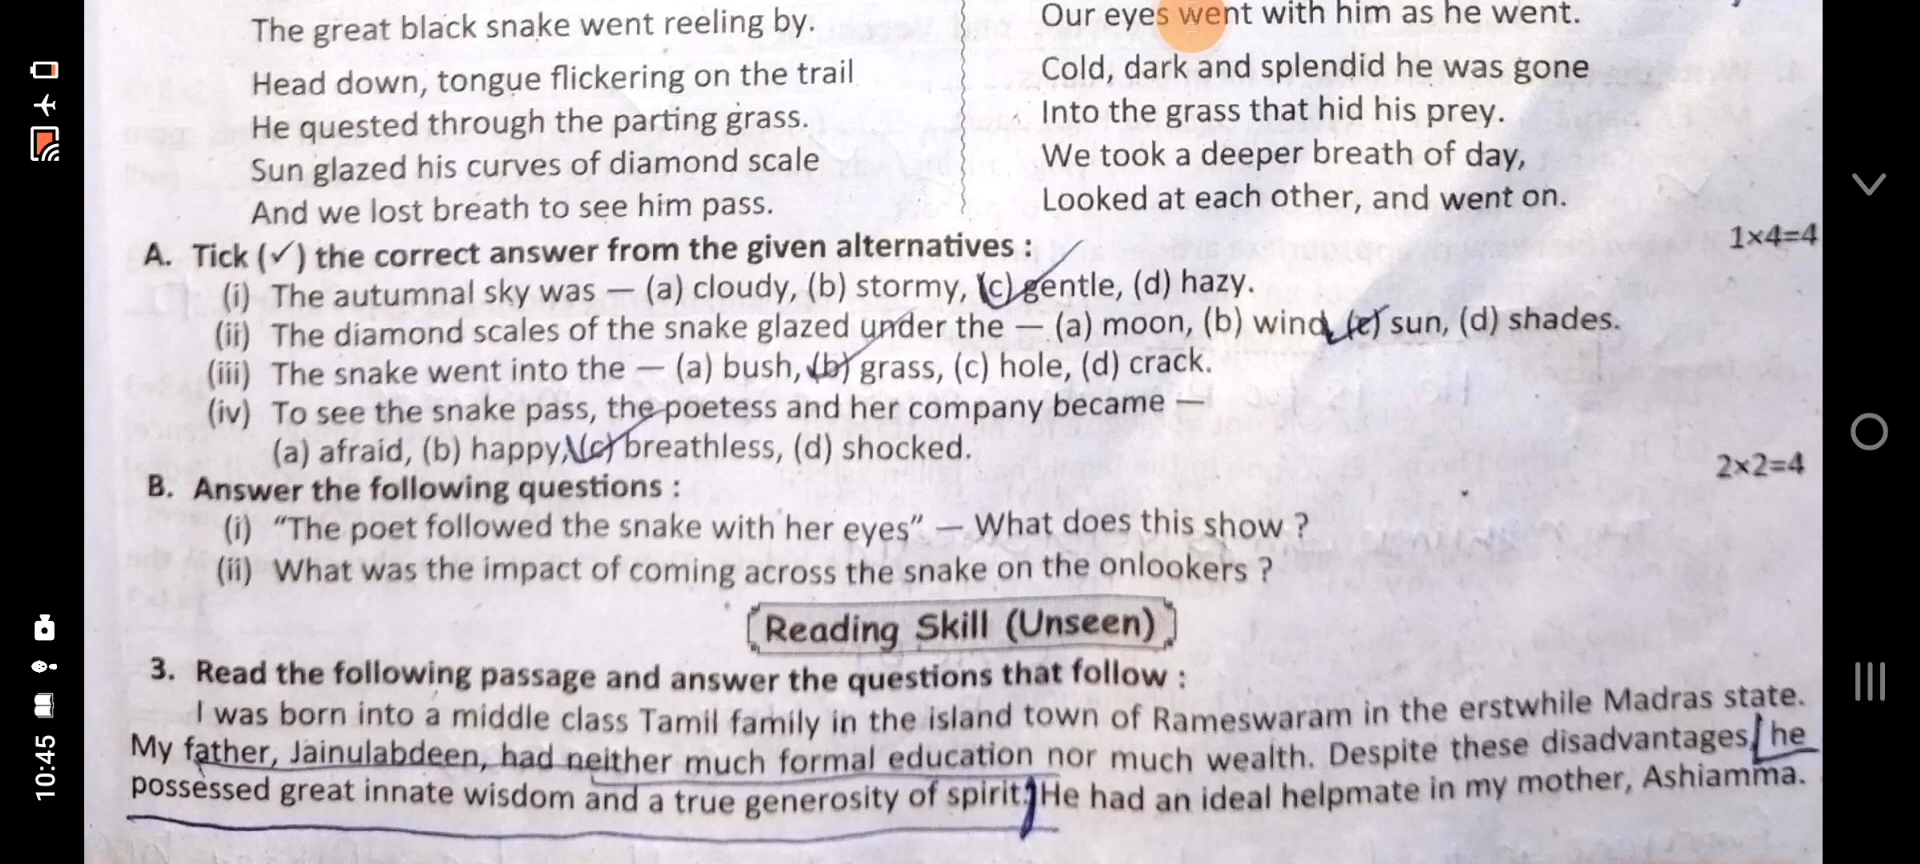 The great black snake went reeling by.
Head down, tongue flickering on the trail
He quested through the parting grass.
Sun glazed his curves of diamond scale
And we lost breath to see him pass.
Our eyes went with him as he went.
Cold, dark and splendid he was gone
Into the grass that hid his prey.
We took a deeper breath of day,
Looked at each other, and went on.
A. Tick (✓) the correct answer from the given alternatives : 1×4=4
(i) The autumnal sky was — (a) cloudy, (b) stormy, (c) gentle, (d) hazy.
(ii) The diamond scales of the snake glazed under the — (a) moon, (b) wind, (c) sun, (d) shades.
(iii) The snake went into the — (a) bush, (b) grass, (c) hole, (d) crack.
(iv) To see the snake pass, the poetess and her company became —
(a) afraid, (b) happy, (c) breathless, (d) shocked.
B. Answer the following questions : 2×2=4
(i) “The poet followed the snake with her eyes” — What does this show ?
(ii) What was the impact of coming across the snake on the onlookers ?
Reading Skill (Unseen)
3. Read the following passage and answer the questions that follow :
I was born into a middle class Tamil family in the island town of Rameswaram in the erstwhile Madras state.
My father, Jainulabdeen, had neither much formal education nor much wealth. Despite these disadvantages, he
possessed great innate wisdom and a true generosity of spirit. He had an ideal helpmate in my mother, Ashiamma.
10:45